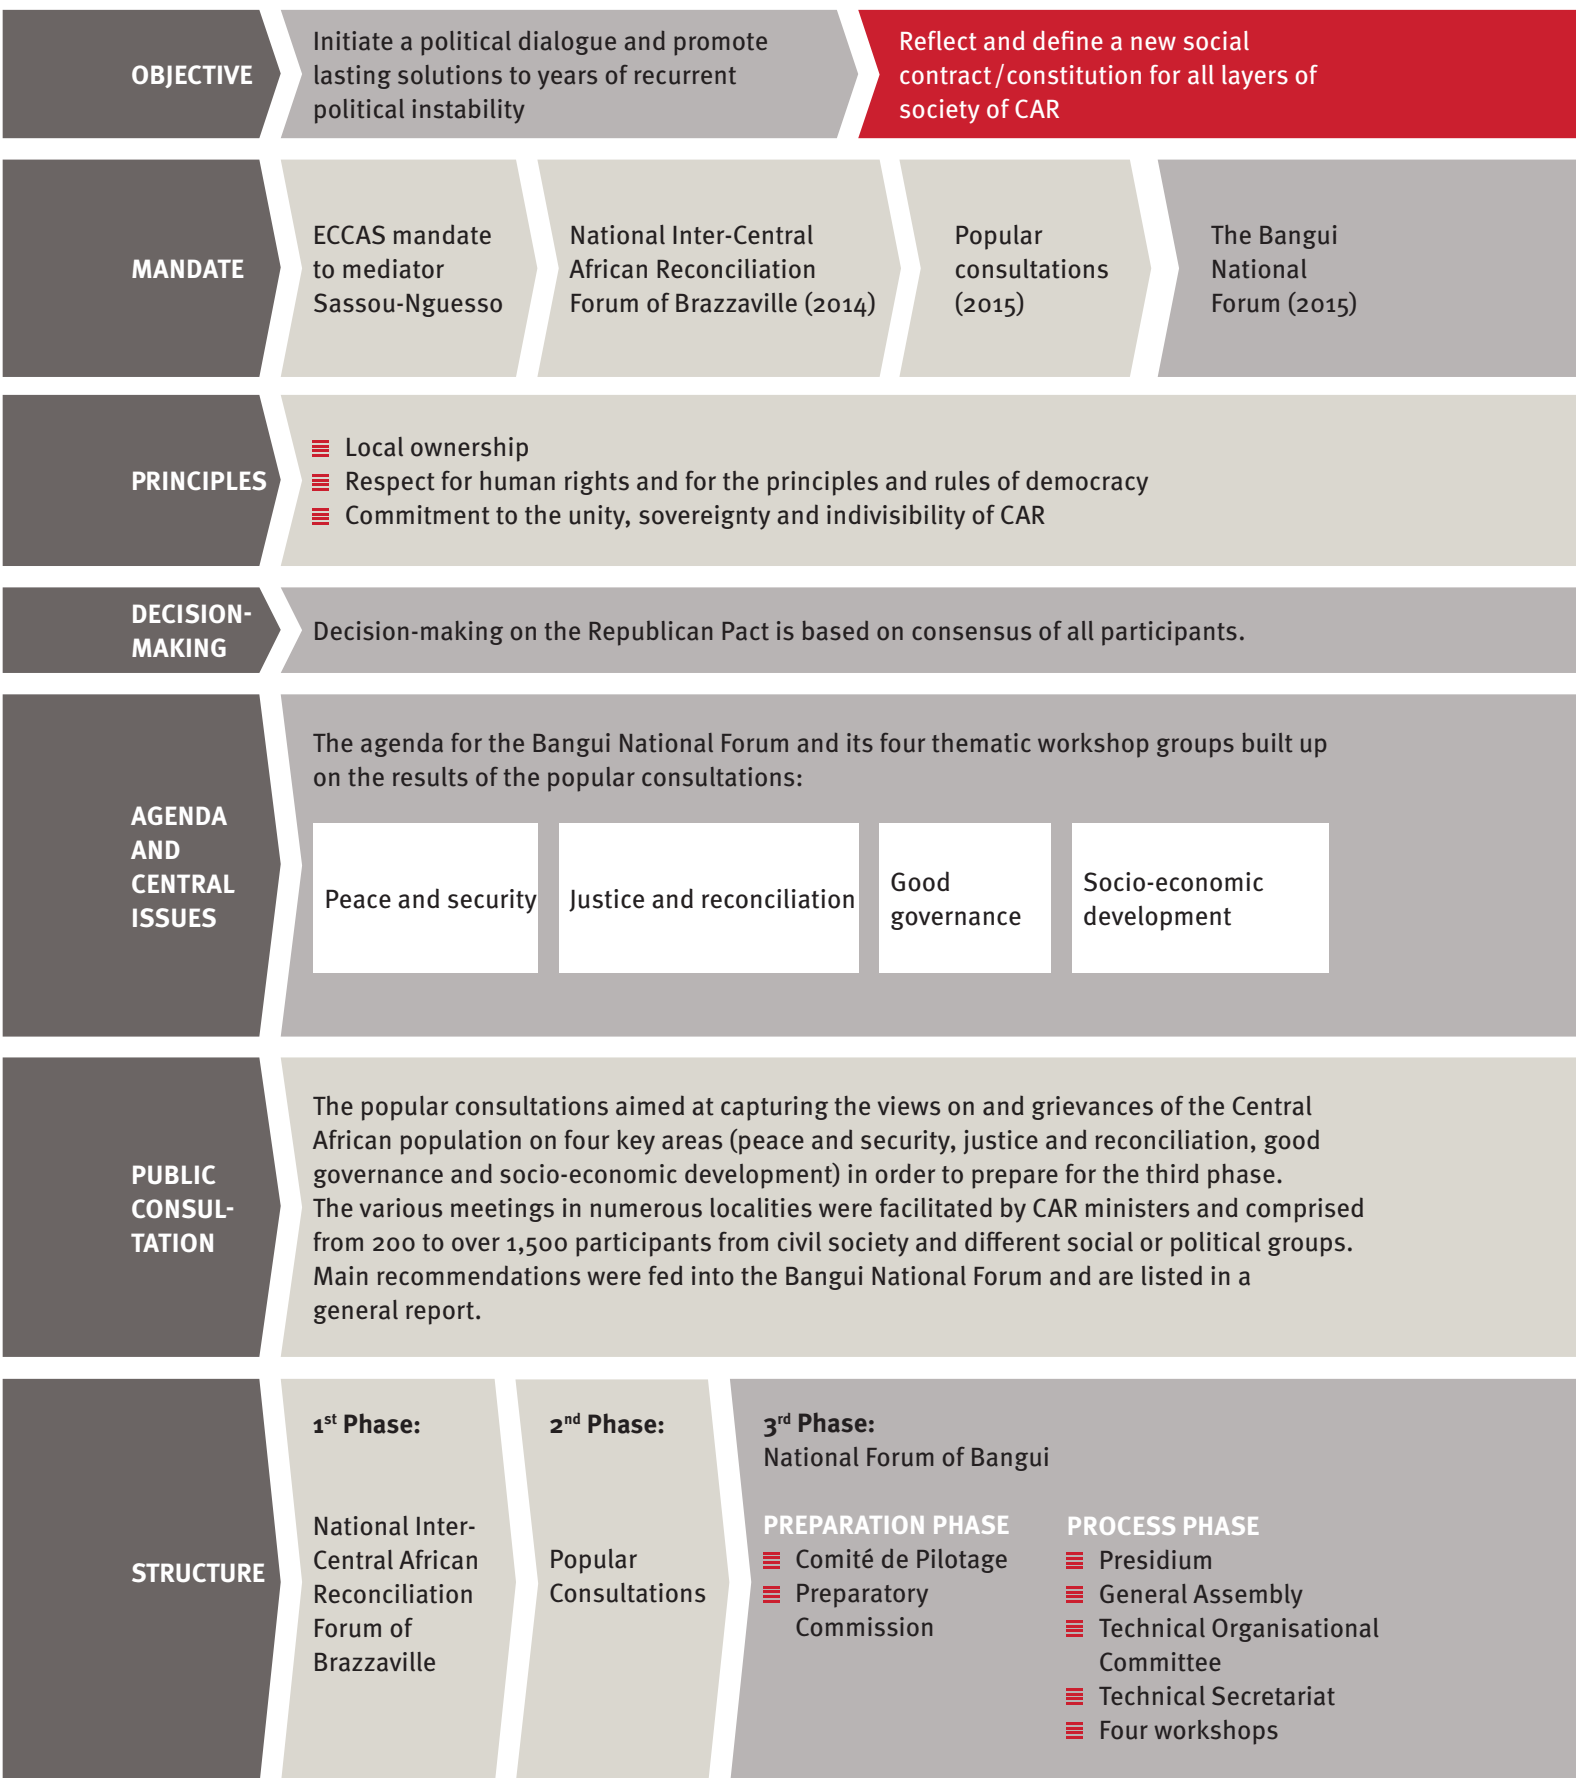 OBJECTIVE
Initiate a political dialogue and promote
lasting solutions to years of recurrent
political instability
Reflect and define a new social
contract/constitution for all layers of
society of CAR
MANDATE
ECCAS mandate
to mediator
Sassou-Nguesso
National Inter-Central
African Reconciliation
Forum of Brazzaville (2014)
Popular
consultations
(2015)
The Bangui
National
Forum (2015)
PRINCIPLES
Local ownership
Respect for human rights and for the principles and rules of democracy
Commitment to the unity, sovereignty and indivisibility of CAR
DECISION-
MAKING
Decision-making on the Republican Pact is based on consensus of all participants.
AGENDA
AND
CENTRAL
ISSUES
The agenda for the Bangui National Forum and its four thematic workshop groups built up
on the results of the popular consultations:
Peace and security
Justice and reconciliation
Good
governance
Socio-economic
development
PUBLIC
CONSUL-
TATION
The popular consultations aimed at capturing the views on and grievances of the Central
African population on four key areas (peace and security, justice and reconciliation, good
governance and socio-economic development) in order to prepare for the third phase.
The various meetings in numerous localities were facilitated by CAR ministers and comprised
from 200 to over 1,500 participants from civil society and different social or political groups.
Main recommendations were fed into the Bangui National Forum and are listed in a
general report.
STRUCTURE
1st Phase:
National Inter-
Central African
Reconciliation
Forum of
Brazzaville
2nd Phase:
Popular
Consultations
3rd Phase:
National Forum of Bangui
PREPARATION PHASE
Comité de Pilotage
Preparatory
Commission
PROCESS PHASE
Presidium
General Assembly
Technical Organisational
Committee
Technical Secretariat
Four workshops